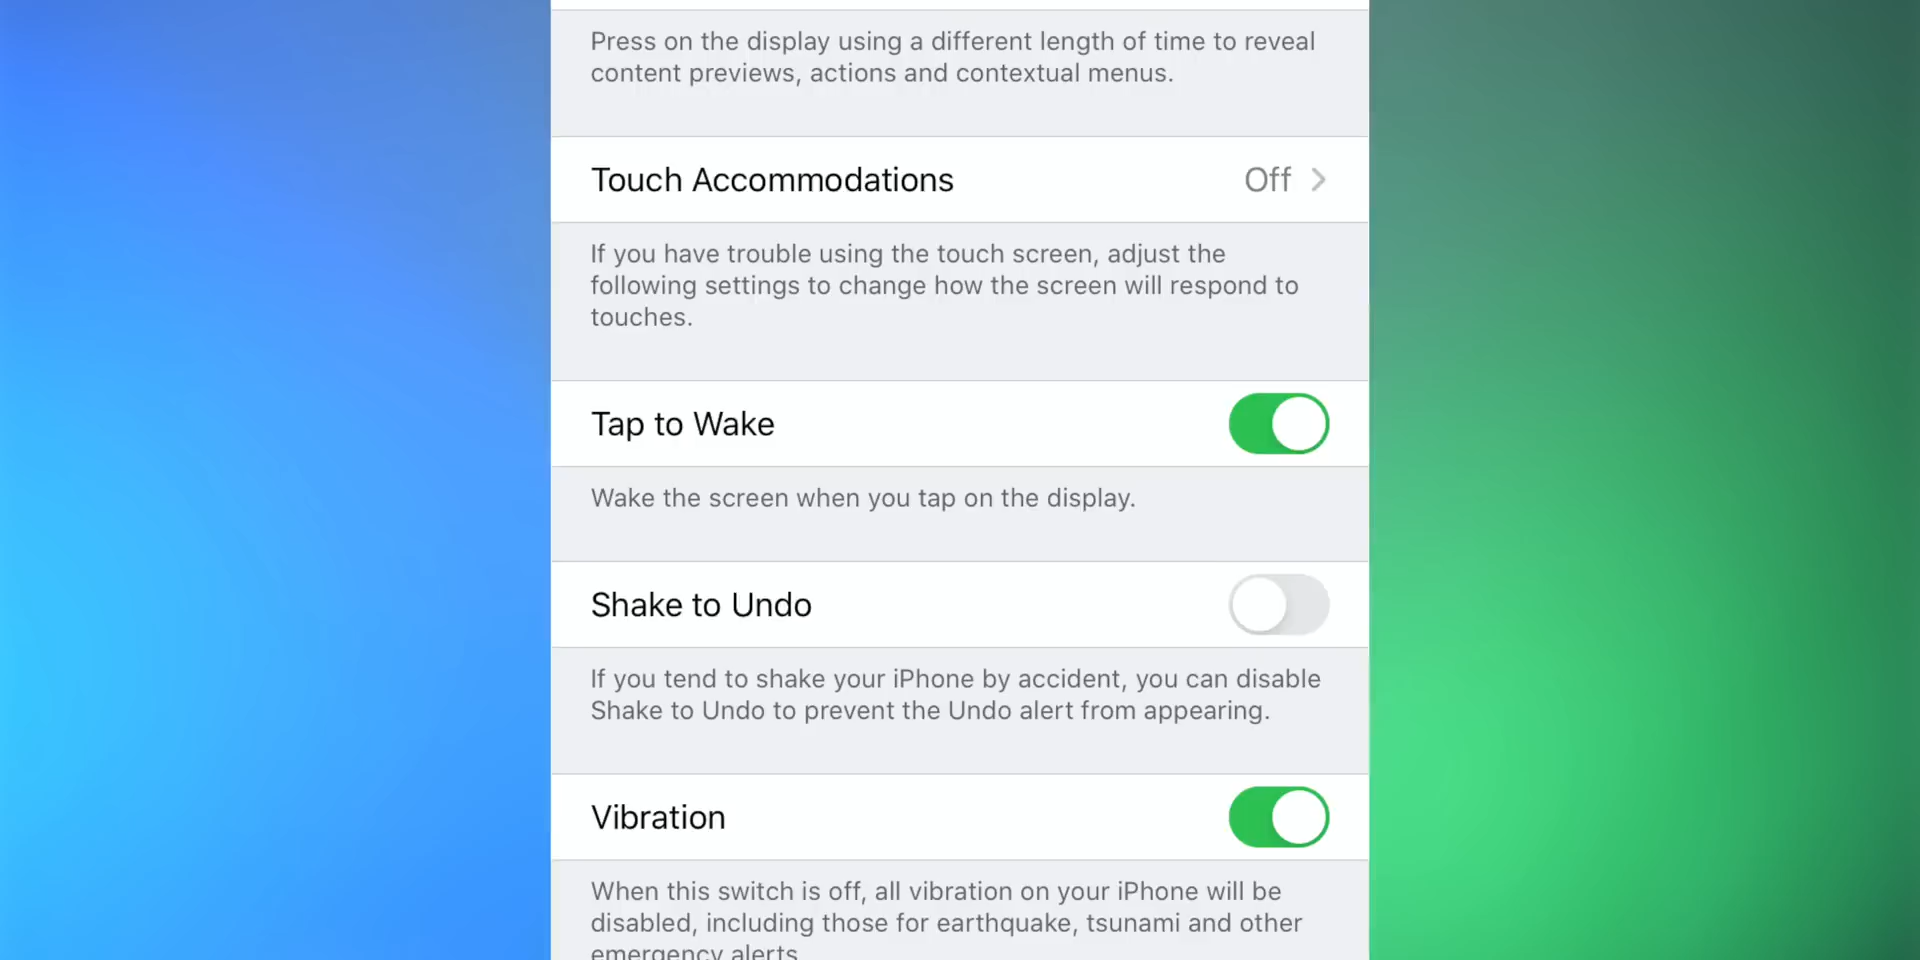 Press on the display using a different length of time to reveal
content previews, actions and contextual menus.
Touch Accommodations Off
If you have trouble using the touch screen, adjust the
following settings to change how the screen will respond to
touches.
Tap to Wake
Wake the screen when you tap on the display.
Shake to Undo
If you tend to shake your iPhone by accident, you can disable
Shake to Undo to prevent the Undo alert from appearing.
Vibration
When this switch is off, all vibration on your iPhone will be
disabled, including those for earthquake, tsunami and other
emergency alerts.